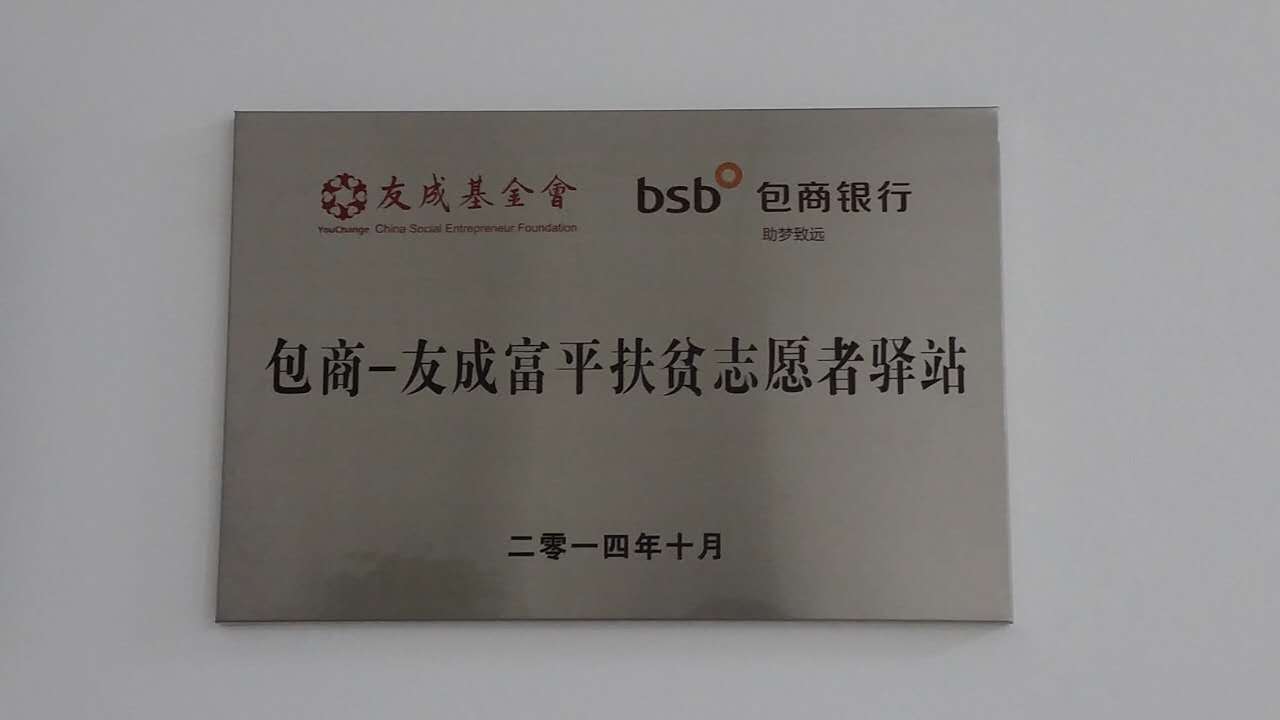 友成基金會 bsb 包商银行
YouChange China Social Entrepreneur Foundation 助梦致远
包商-友成富平扶贫志愿者驿站
二零一四年十月